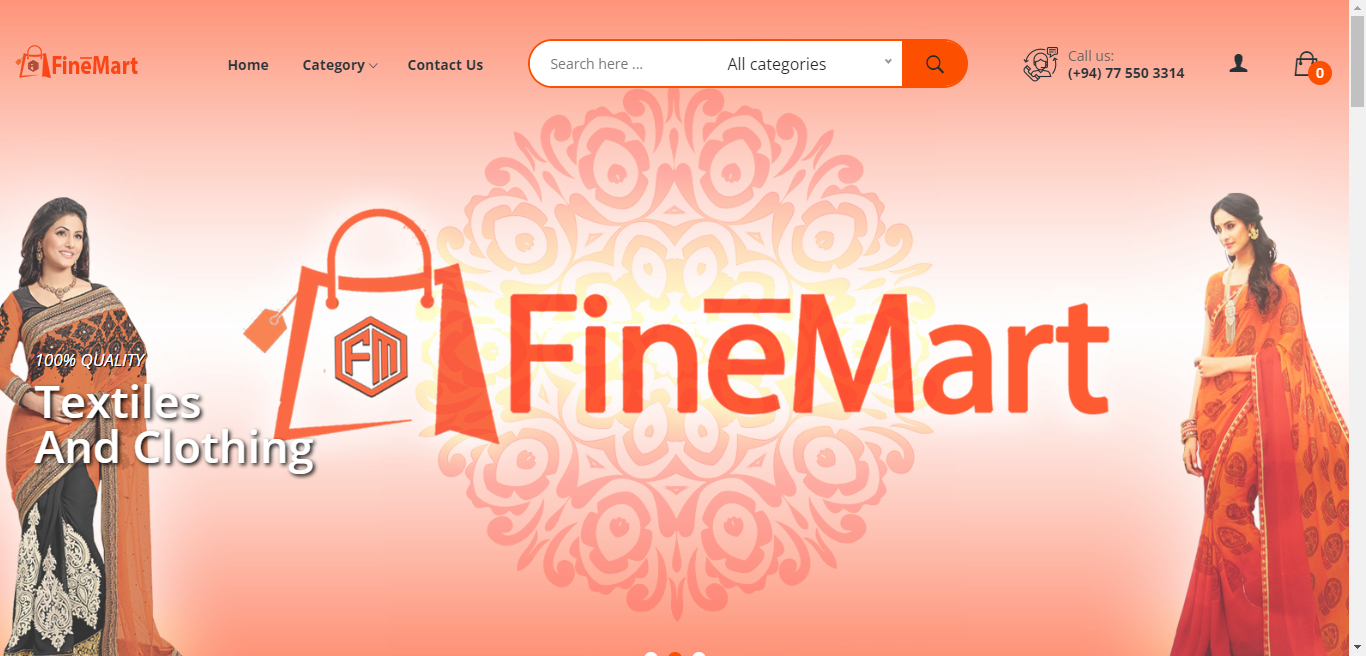 FineMart
Home
Category
Contact Us
Search here ...
All categories
Call us:
(+94) 77 550 3314
0
FM
FinēMart
100% QUALITY
Textiles
And Clothing